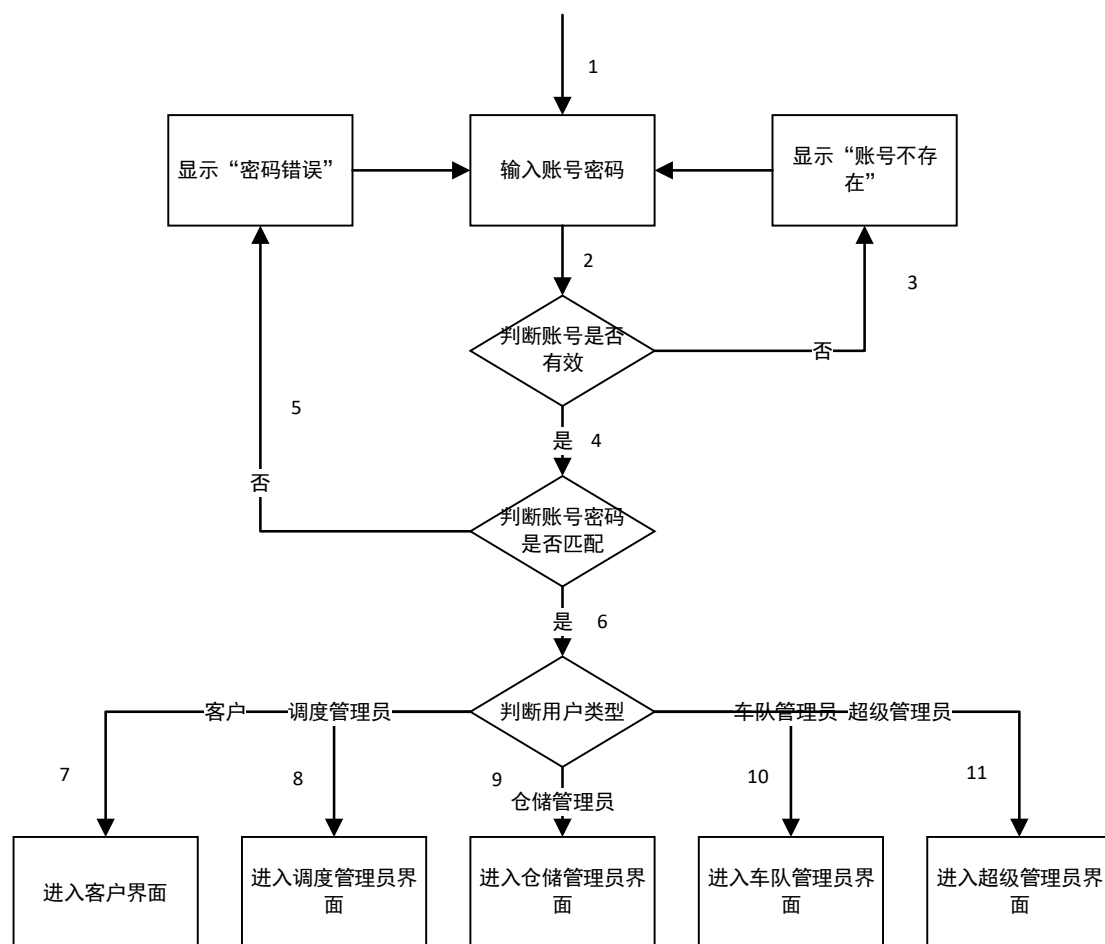 1
显示“密码错误”
输入账号密码
显示“账号不存
在”
2
3
判断账号是否
有效
否
5
是 4
否
判断账号密码
是否匹配
是 6
客户 调度管理员 判断用户类型 车队管理员 超级管理员
7
8
9
10
11
仓储管理员
进入客户界面
进入调度管理员界
面
进入仓储管理员界
面
进入车队管理员界
面
进入超级管理员界
面